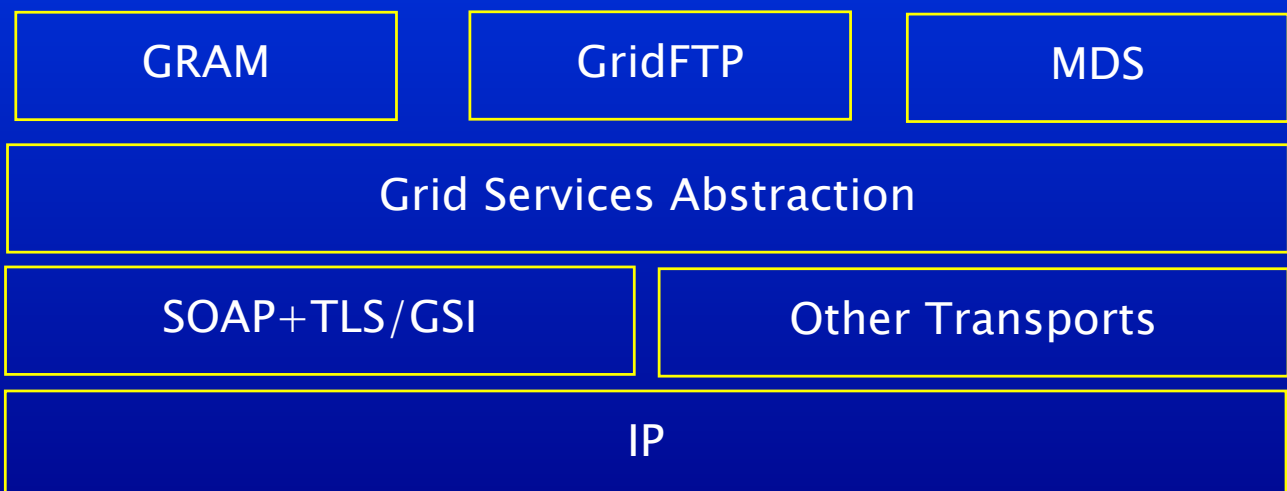 GRAM
GridFTP
MDS
Grid Services Abstraction
SOAP+TLS/GSI
Other Transports
IP